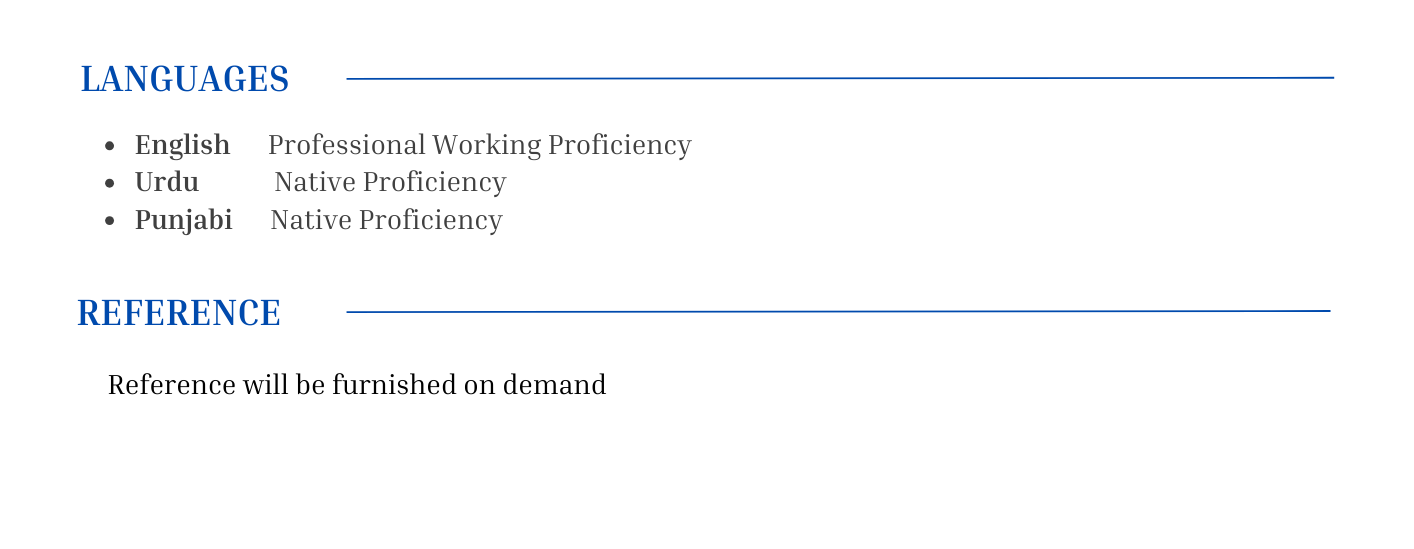 LANGUAGES
• English Professional Working Proficiency
• Urdu Native Proficiency
• Punjabi Native Proficiency
REFERENCE
Reference will be furnished on demand